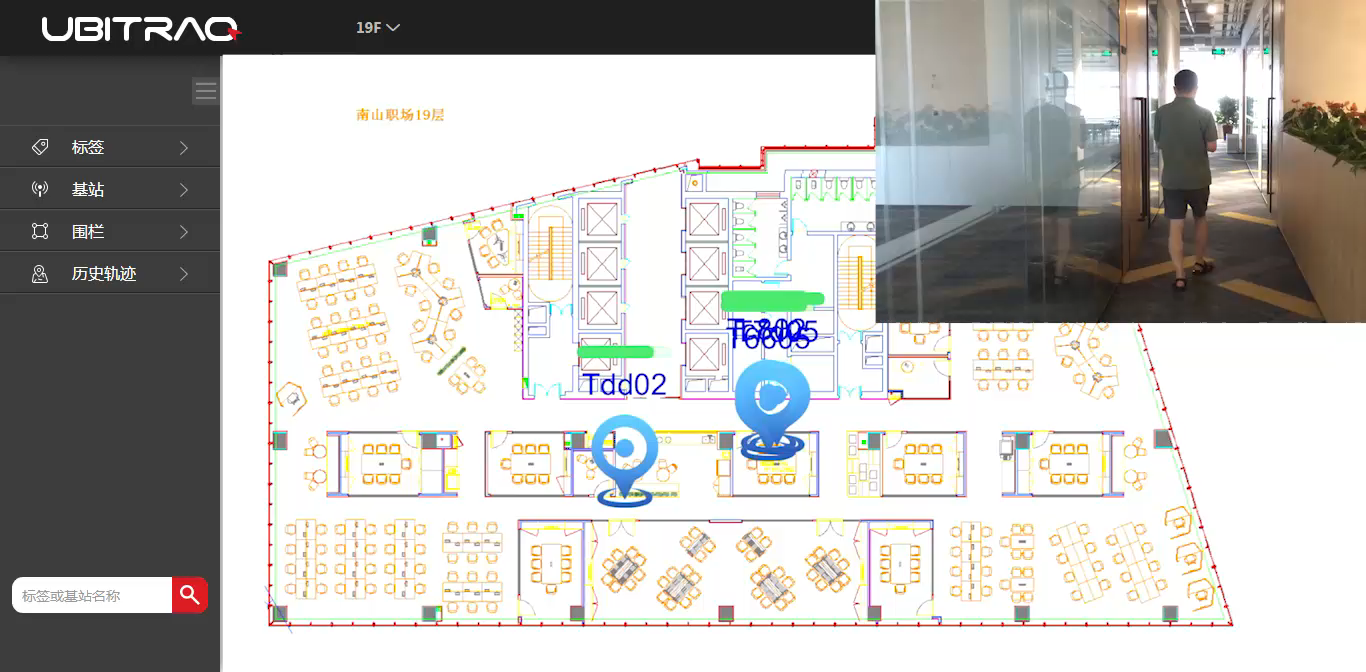 UBITRAQ
19F
标签
基站
围栏
历史轨迹
标签或基站名称
南山职场19层
Tdd02